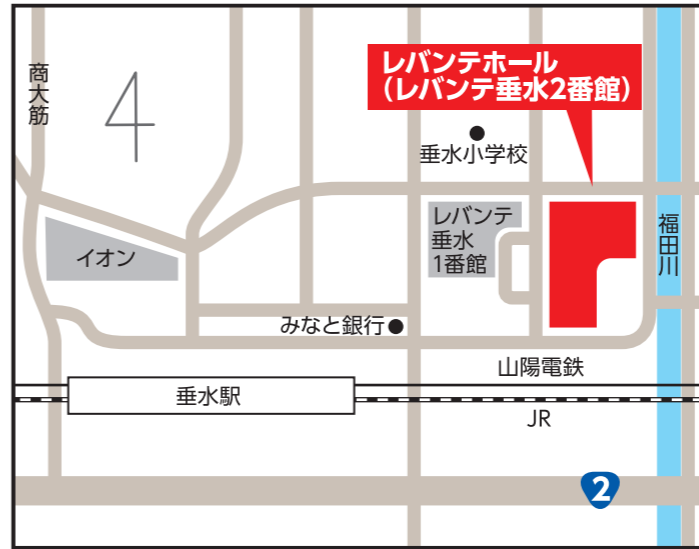 レバンテホール
（レバンテ垂水2番館）
商大筋
垂水小学校
レバンテ
垂水
1番館
福田川
イオン
みなと銀行
山陽電鉄
垂水駅
JR
2